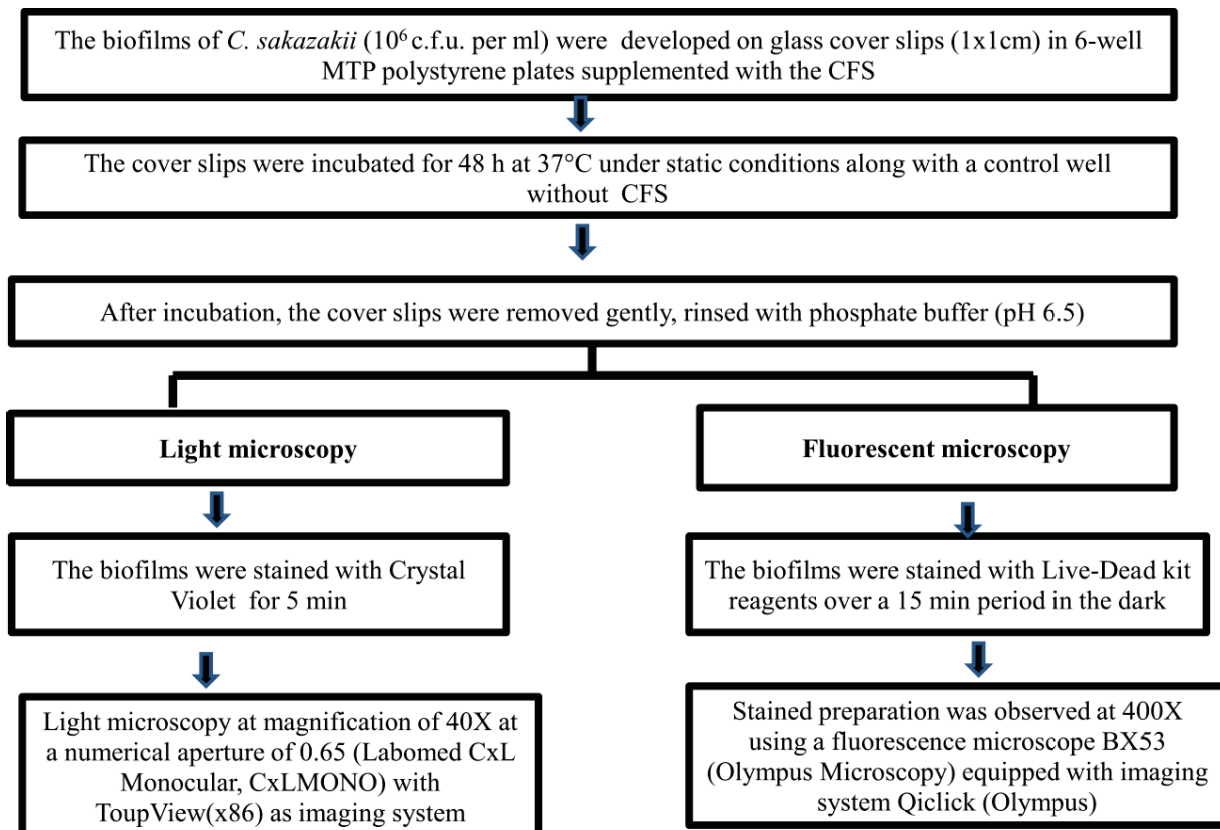 The biofilms of C. sakazakii (10⁶ c.f.u. per ml) were developed on glass cover slips (1x1cm) in 6-well
MTP polystyrene plates supplemented with the CFS
The cover slips were incubated for 48 h at 37°C under static conditions along with a control well
without CFS
After incubation, the cover slips were removed gently, rinsed with phosphate buffer (pH 6.5)
Light microscopy
Fluorescent microscopy
The biofilms were stained with Crystal
Violet for 5 min
The biofilms were stained with Live-Dead kit
reagents over a 15 min period in the dark
Light microscopy at magnification of 40X at
a numerical aperture of 0.65 (Labomed CxL
Monocular, CxLMONO) with
ToupView(x86) as imaging system
Stained preparation was observed at 400X
using a fluorescence microscope BX53
(Olympus Microscopy) equipped with imaging
system Qiclick (Olympus)